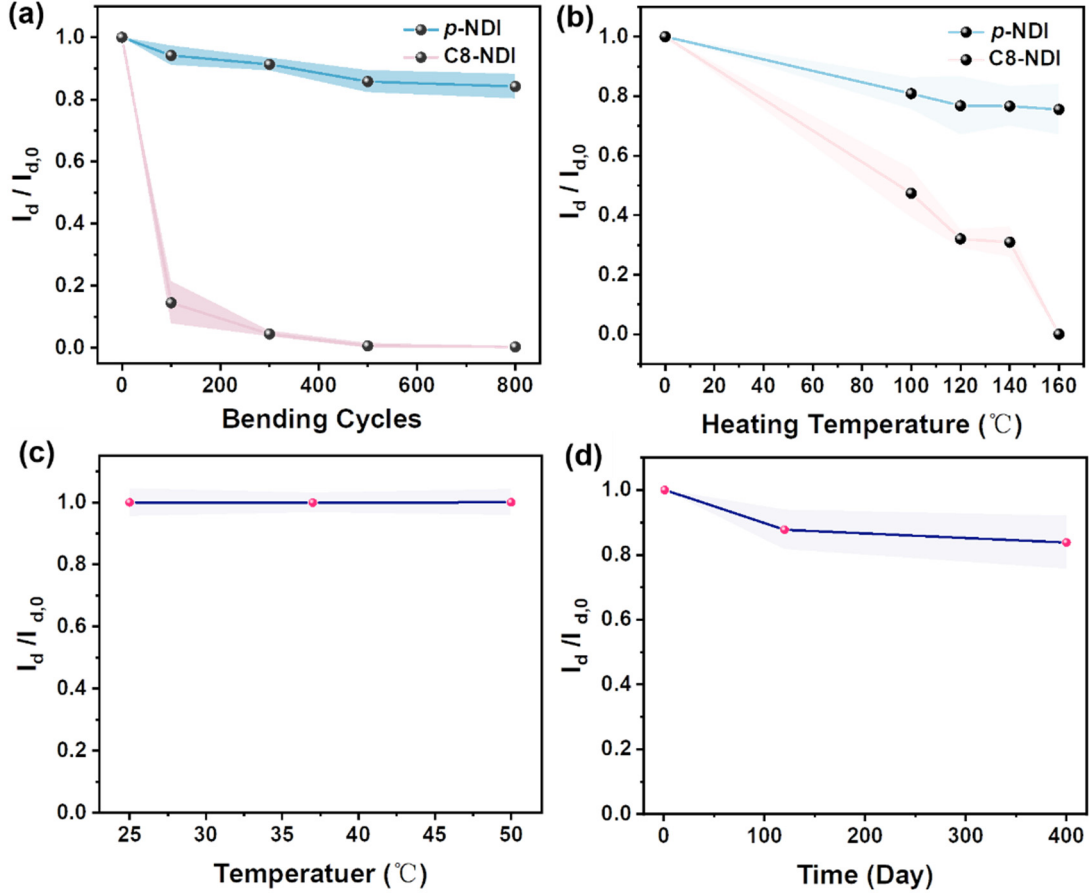 (a)
p-NDI
C8-NDI
1.0
0.8
0.6
0.4
0.2
0.0
I_d / I_d,0
0 200 400 600 800
Bending Cycles
(b)
p-NDI
C8-NDI
1.0
0.8
0.6
0.4
0.2
0.0
I_d / I_d,0
0 20 40 60 80 100 120 140 160
Heating Temperature (℃)
(c)
1.0
0.8
0.6
0.4
0.2
0.0
I_d /I_d,0
25 30 35 40 45 50
Temperatuer (℃)
(d)
1.0
0.8
0.6
0.4
0.2
0.0
I_d /I_d,0
0 100 200 300 400
Time (Day)